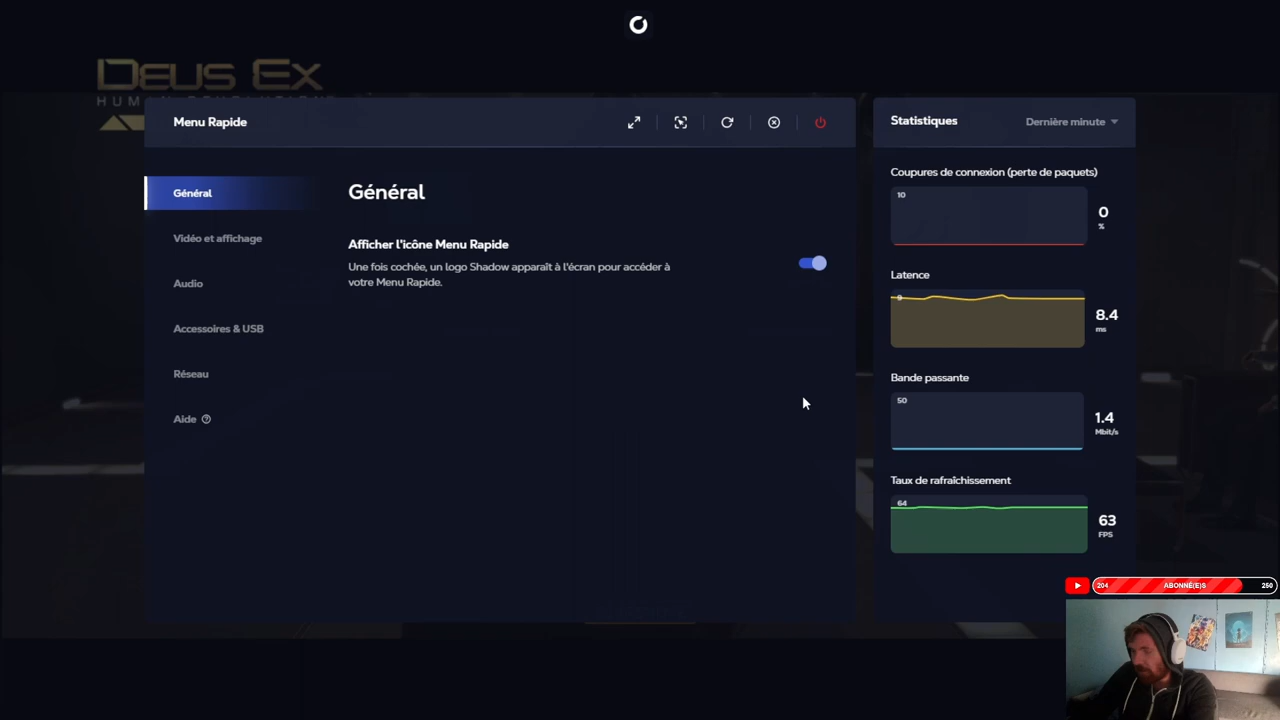 DEUS EX
HUM
Menu Rapide
Général
Vidéo et affichage
Audio
Accessoires & USB
Réseau
Aide
Général
Afficher l'icône Menu Rapide
Une fois cochée, un logo Shadow apparaît à l'écran pour accéder à
votre Menu Rapide.
Statistiques
Dernière minute
Coupures de connexion (perte de paquets)
10
0
%
Latence
9
8.4
ms
Bande passante
50
1.4
Mbit/s
Taux de rafraîchissement
64
63
FPS
204
ABONNÉ(E)S
250